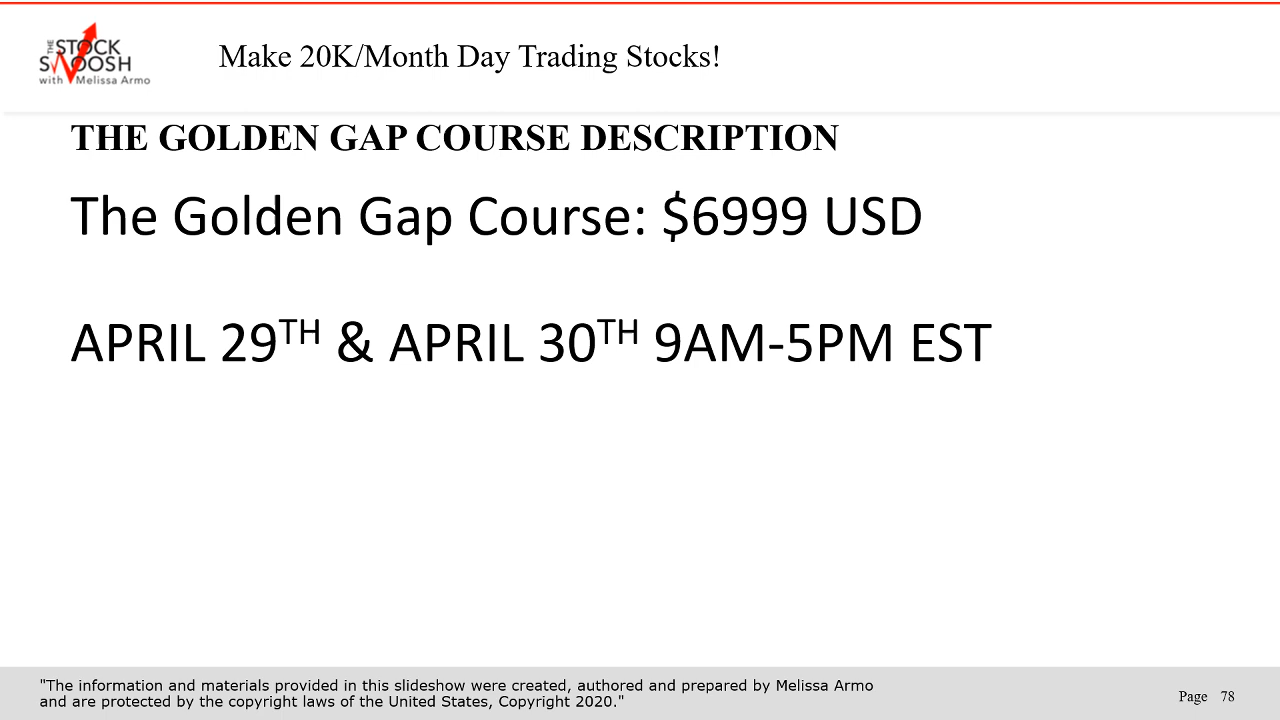 THE
STOCK
SWOOSH
with Melissa Armo
Make 20K/Month Day Trading Stocks!
THE GOLDEN GAP COURSE DESCRIPTION
The Golden Gap Course: $6999 USD
APRIL 29TH & APRIL 30TH 9AM-5PM EST
"The information and materials provided in this slideshow were created, authored and prepared by Melissa Armo
and are protected by the copyright laws of the United States, Copyright 2020."
Page 78